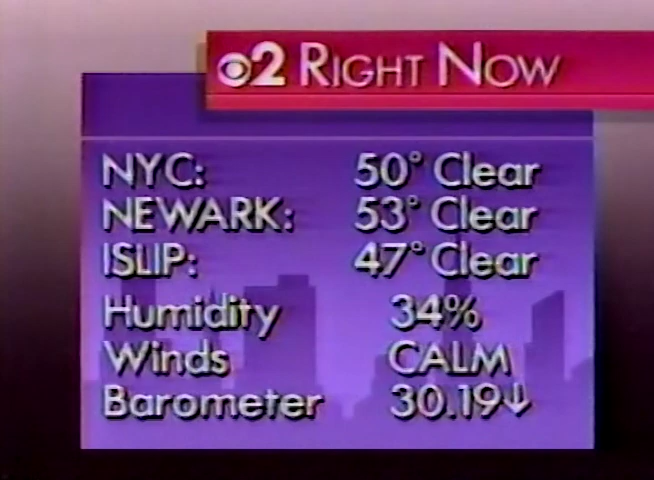 2 RIGHT NOW
NYC: 50° Clear
NEWARK: 53° Clear
ISLIP: 47° Clear
Humidity 34%
Winds CALM
Barometer 30.19↓